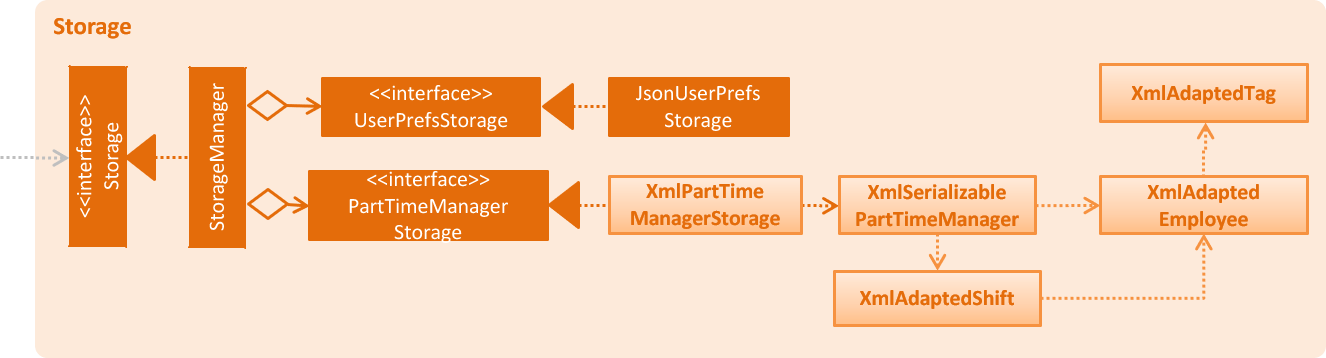 Storage
<<interface>>
Storage
StorageManager
<<interface>>
UserPrefsStorage
JsonUserPrefs
Storage
<<interface>>
PartTimeManager
Storage
XmlPartTime
ManagerStorage
XmlSerializable
PartTimeManager
XmlAdaptedTag
XmlAdapted
Employee
XmlAdaptedShift